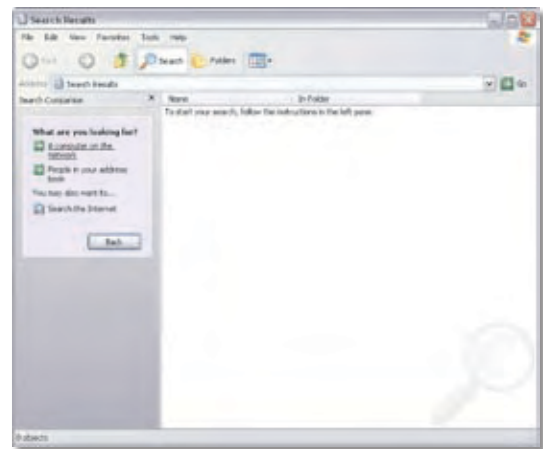 Search Results
File Edit View Favorites Tools Help
Back Search Folders
Address Search Results Go
Search Companion Name In Folder
To start your search, follow the instructions in the left pane.
What are you looking for?
A computer on the
network
People in your address
book
You may also want to...
Search the Internet
Back
0 objects